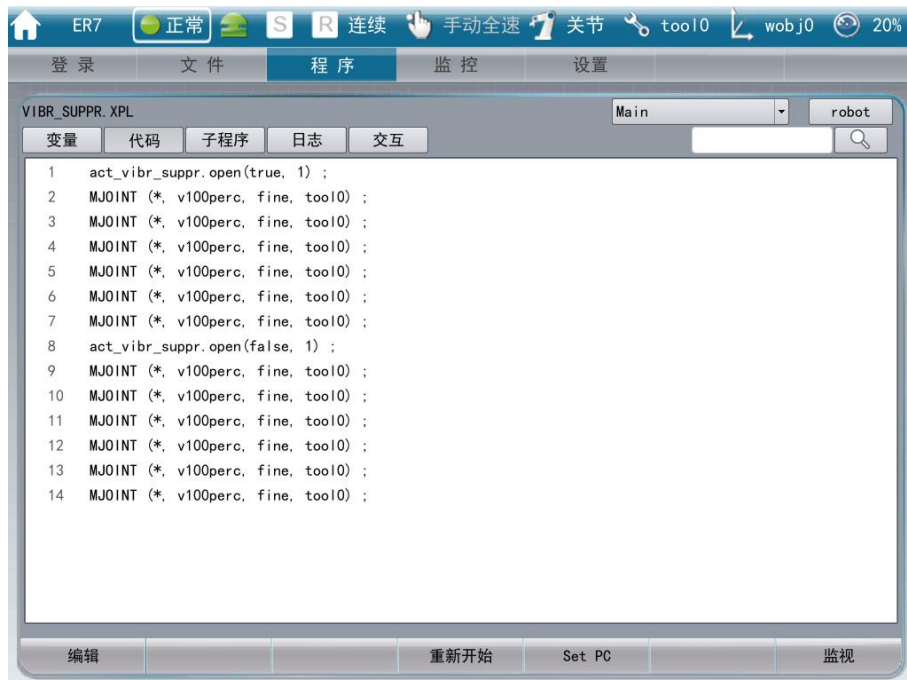 ER7 正常 S R 连续 手动全速 关节 tool0 wobj0 20%
登录 文件 程序 监控 设置
VIBR_SUPPR.XPL Main robot
变量 代码 子程序 日志 交互
1 act_vibr_suppr.open(true, 1) ;
2 MJOINT (*, v100perc, fine, tool0) ;
3 MJOINT (*, v100perc, fine, tool0) ;
4 MJOINT (*, v100perc, fine, tool0) ;
5 MJOINT (*, v100perc, fine, tool0) ;
6 MJOINT (*, v100perc, fine, tool0) ;
7 MJOINT (*, v100perc, fine, tool0) ;
8 act_vibr_suppr.open(false, 1) ;
9 MJOINT (*, v100perc, fine, tool0) ;
10 MJOINT (*, v100perc, fine, tool0) ;
11 MJOINT (*, v100perc, fine, tool0) ;
12 MJOINT (*, v100perc, fine, tool0) ;
13 MJOINT (*, v100perc, fine, tool0) ;
14 MJOINT (*, v100perc, fine, tool0) ;
编辑 重新开始 Set PC 监视